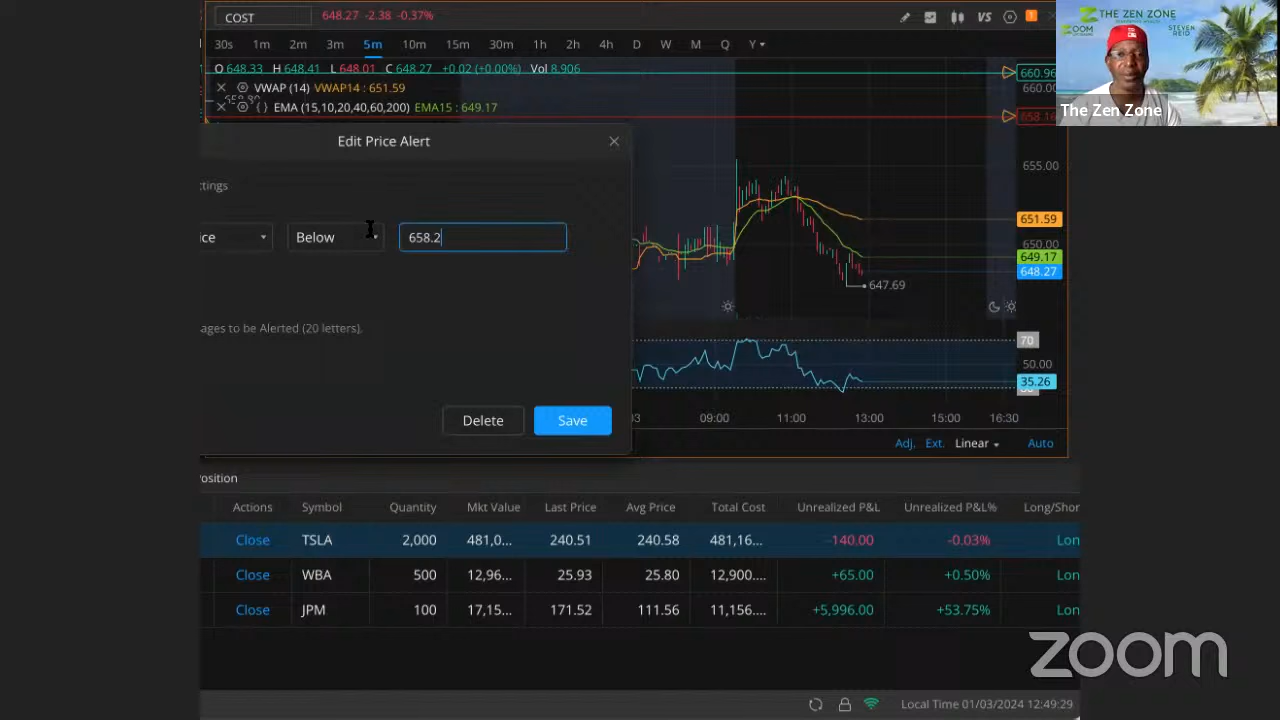 COST 648.27 -2.38 -0.37% VS T
30s 1m 2m 3m 5m 10m 15m 30m 1h 2h 4h D W M Q Y
O 648.33 H 648.41 L 648.01 C 648.27 +0.02 (+0.00%) Vol 8.906
VWAP (14) VWAP14 : 651.59
EMA (15,10,20,40,60,200) EMA15 : 649.17
660.96
660.00
658.16
655.00
651.59
650.00
649.17
648.27
647.69
THE ZEN ZONE
ZOOM
STEVEN REID
The Zen Zone
Edit Price Alert
ttings
ice Below 658.2
ages to be Alerted (20 letters).
Delete Save
70
50.00
35.26
09:00 11:00 13:00 15:00 16:30
Adj. Ext. Linear Auto
osition
Actions Symbol Quantity Mkt Value Last Price Avg Price Total Cost Unrealized P&L Unrealized P&L% Long/Shor
Close TSLA 2,000 481,0... 240.51 240.58 481,16... -140.00 -0.03% Lon
Close WBA 500 12,96... 25.93 25.80 12,900.... +65.00 +0.50% Lon
Close JPM 100 17,15... 171.52 111.56 11,156.... +5,996.00 +53.75% Lon
zoom
Local Time 01/03/2024 12:49:29